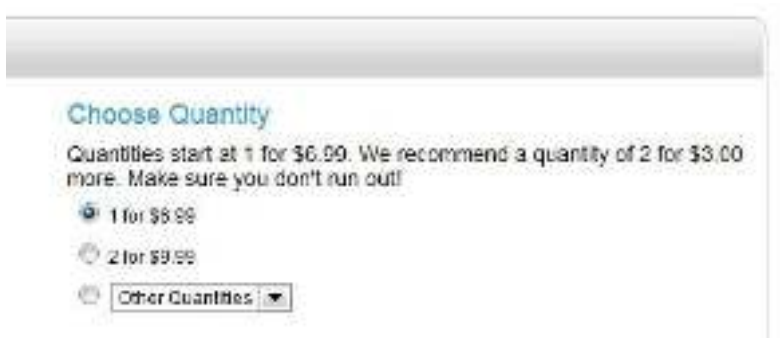 Choose Quantity
Quantities start at 1 for $6.99. We recommend a quantity of 2 for $3.00
more. Make sure you don't run out!
1 for $6.99
2 for $9.99
Other Quantities